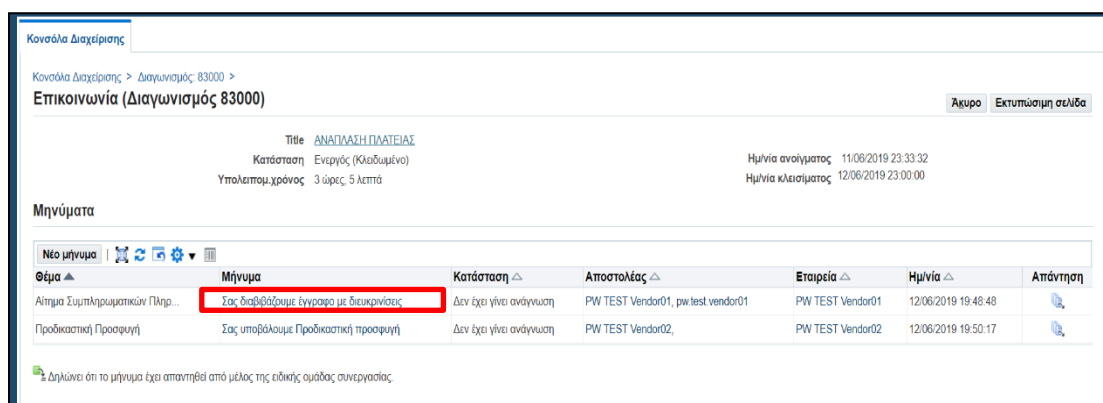 Κονσόλα Διαχείρισης
Κονσόλα Διαχείρισης > Διαγωνισμός: 83000 >
Επικοινωνία (Διαγωνισμός 83000)
Άκυρο Εκτυπώσιμη σελίδα
Title ΑΝΑΠΛΑΣΗ ΠΛΑΤΕΙΑΣ
Κατάσταση Ενεργός (Κλειδωμένο) Ημ/νία ανοίγματος 11/06/2019 23:33:32
Υπολειπομ.χρόνος 3 ώρες, 5 λεπτά Ημ/νία κλεισίματος 12/06/2019 23:00:00
Μηνύματα
Νέο μήνυμα
Θέμα Μήνυμα Κατάσταση Αποστολέας Εταιρεία Ημ/νία Απάντηση
Αίτημα Συμπληρωματικών Πληρ... Σας διαβιβάζουμε έγγραφο με διευκρινίσεις Δεν έχει γίνει ανάγνωση PW TEST Vendor01, pw.test.vendor01 PW TEST Vendor01 12/06/2019 19:48:48
Προδικαστική Προσφυγή Σας υποβάλουμε Προδικαστική προσφυγή Δεν έχει γίνει ανάγνωση PW TEST Vendor02, PW TEST Vendor02 12/06/2019 19:50:17
Δηλώνει ότι το μήνυμα έχει απαντηθεί από μέλος της ειδικής ομάδας συνεργασίας.